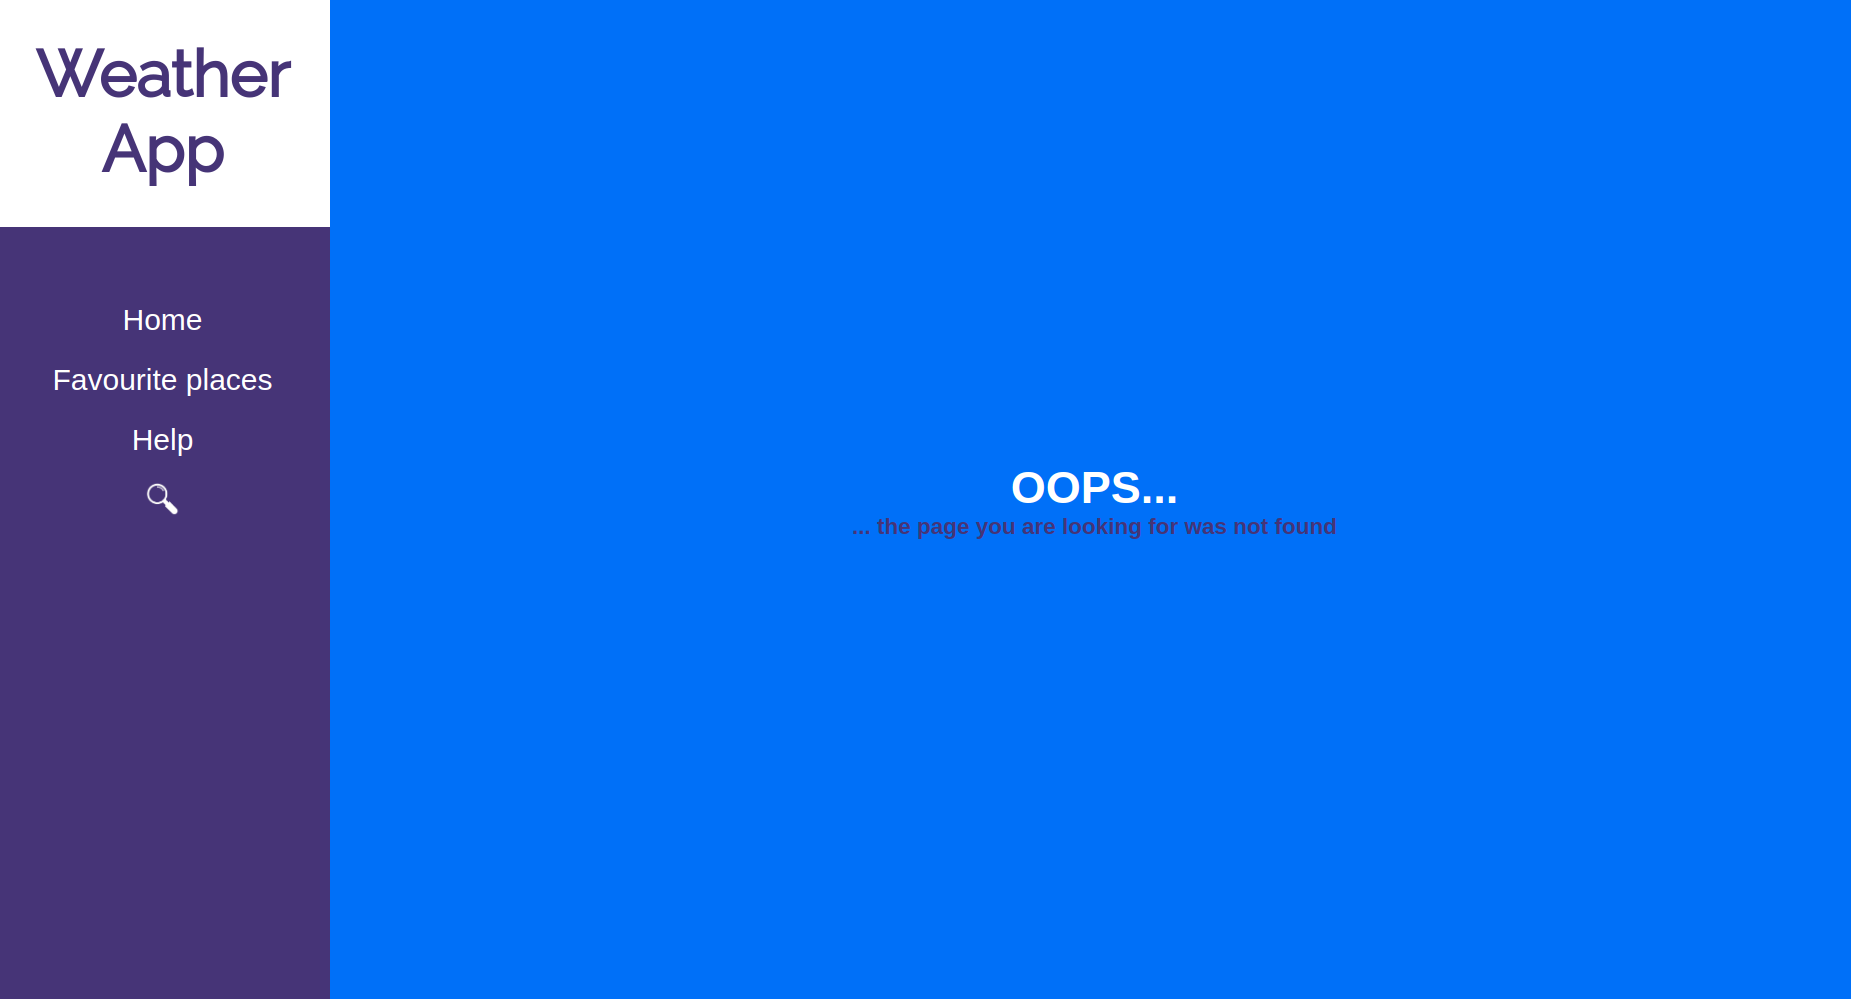 Weather
App
Home
Favourite places
Help
OOPS...
... the page you are looking for was not found